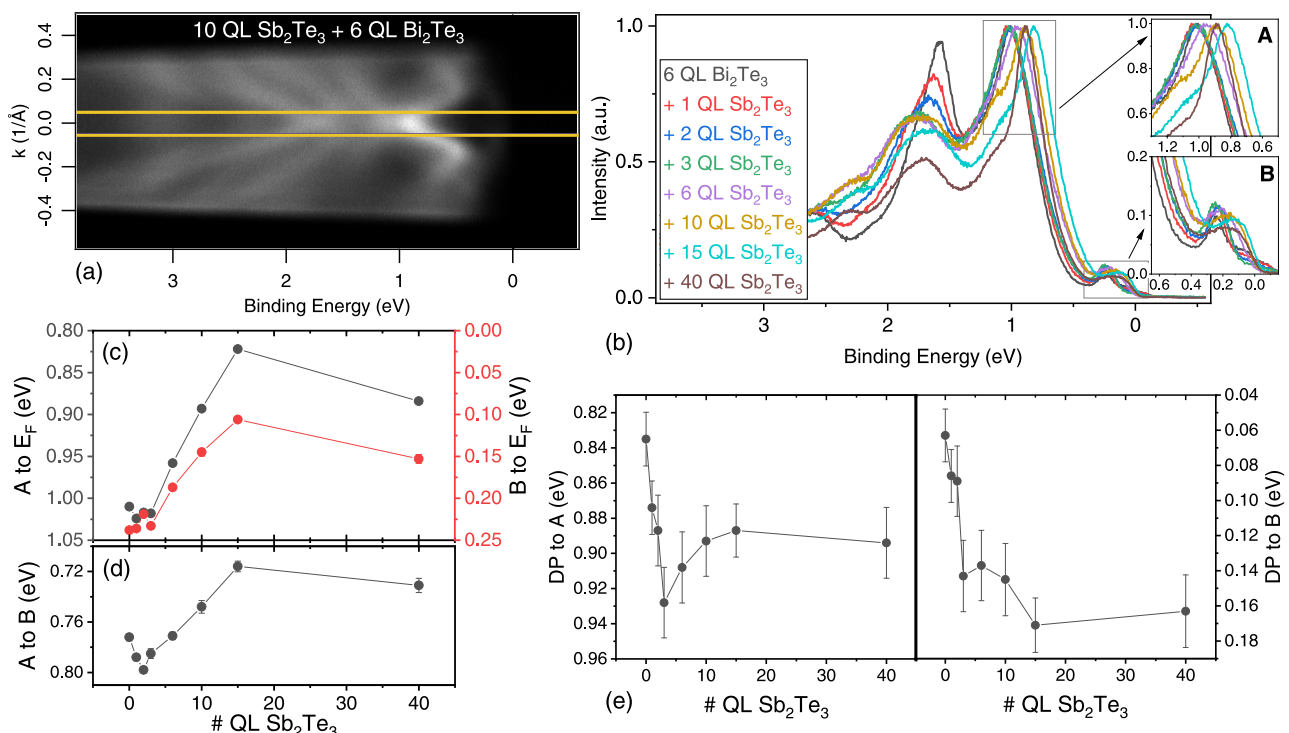 10 QL Sb₂Te₃ + 6 QL Bi₂Te₃
0.4
0.2
0.0
-0.2
-0.4
k (1/Å)
3
2
1
0
(a)
Binding Energy (eV)
1.0
0.5
0.0
Intensity (a.u.)
6 QL Bi₂Te₃
+ 1 QL Sb₂Te₃
+ 2 QL Sb₂Te₃
+ 3 QL Sb₂Te₃
+ 6 QL Sb₂Te₃
+ 10 QL Sb₂Te₃
+ 15 QL Sb₂Te₃
+ 40 QL Sb₂Te₃
A
1.0
0.8
0.6
1.2 1.0 0.8 0.6
B
0.2
0.1
0.0
0.6 0.4 0.2 0.0
3
2
1
0
(b)
Binding Energy (eV)
(c)
0.80
0.85
0.90
0.95
1.00
1.05
A to E_F (eV)
0.00
0.05
0.10
0.15
0.20
0.25
B to E_F (eV)
(d)
0.72
0.76
0.80
A to B (eV)
0 10 20 30 40
# QL Sb₂Te₃
0.82
0.84
0.86
0.88
0.90
0.92
0.94
0.96
DP to A (eV)
0 10 20 30 40
# QL Sb₂Te₃
(e)
0.04
0.06
0.08
0.10
0.12
0.14
0.16
0.18
DP to B (eV)
0 10 20 30 40
# QL Sb₂Te₃